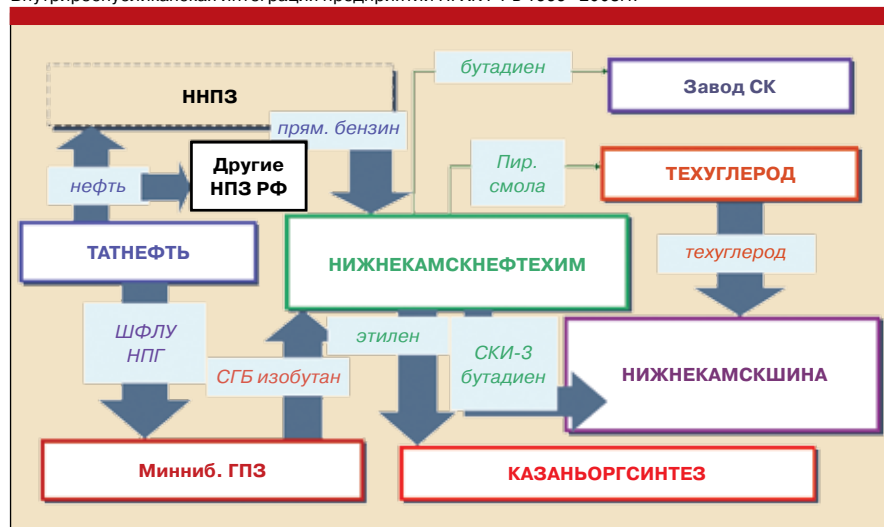 ННПЗ
бутадиен
Завод СК
прям. бензин
Другие
НПЗ РФ
нефть
Пир.
смола
ТЕХУГЛЕРОД
ТАТНЕФТЬ
НИЖНЕКАМСКНЕФТЕХИМ
техуглерод
ШФЛУ
НПГ
СГБ изобутан
этилен
СКИ-3
бутадиен
НИЖНЕКАМСКШИНА
Минниб. ГПЗ
КАЗАНЬОРГСИНТЕЗ